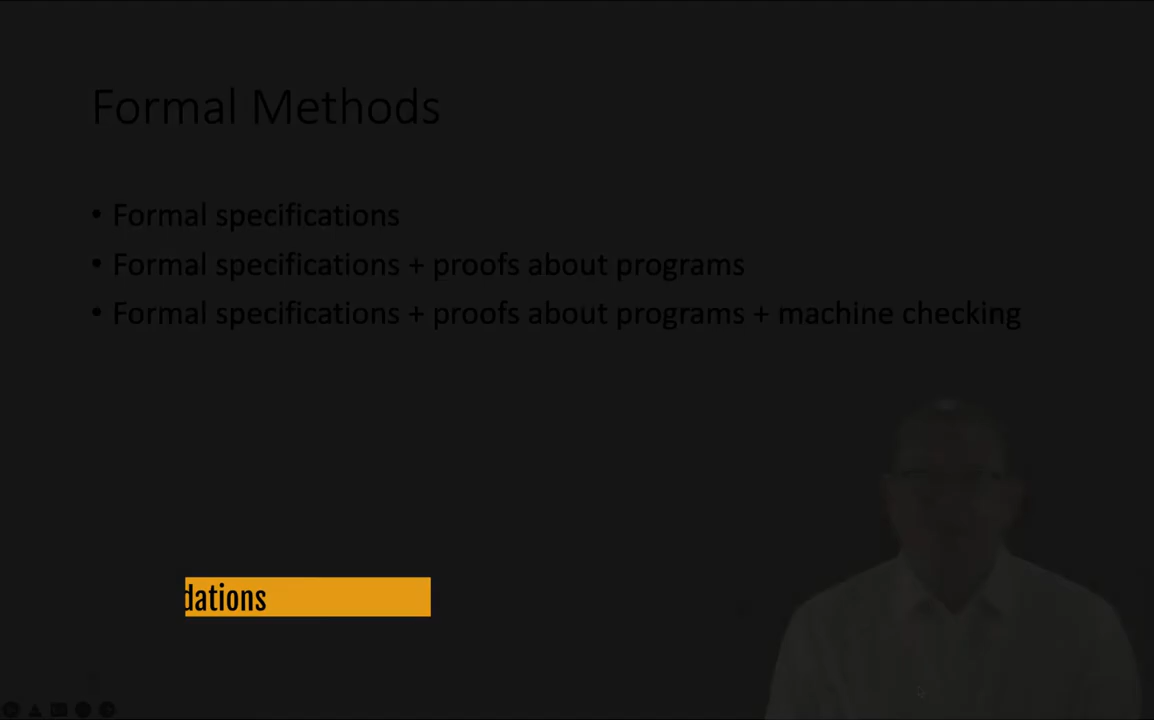 Formal Methods
• Formal specifications
• Formal specifications + proofs about programs
• Formal specifications + proofs about programs + machine checking
dations